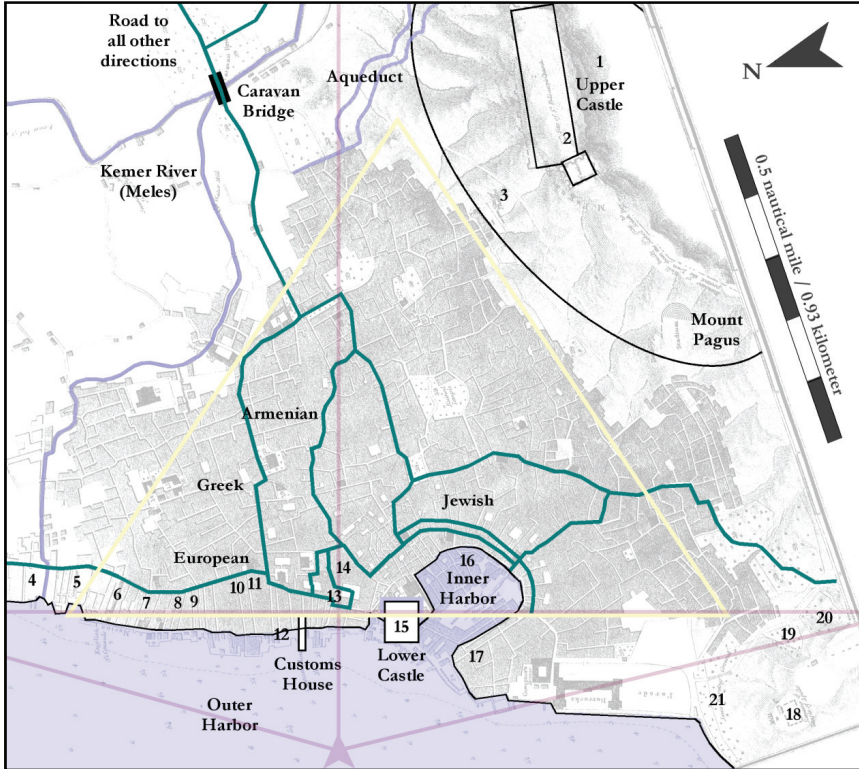 Road to
all other
directions
Caravan
Bridge
Aqueduct
1
Upper
Castle
2
3
N
Kemer River
(Meles)
0.5 nautical mile / 0.93 kilometer
Mount
Pagus
Armenian
Greek
Jewish
European
4
5
6
7
8
9
10
11
14
13
16
Inner
Harbor
12
Customs
House
15
Lower
Castle
17
20
19
21
18
Outer
Harbor
Parade